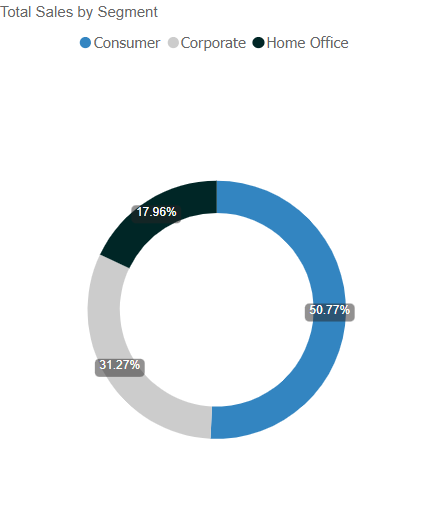 Total Sales by Segment
Consumer Corporate Home Office
17.96%
50.77%
31.27%